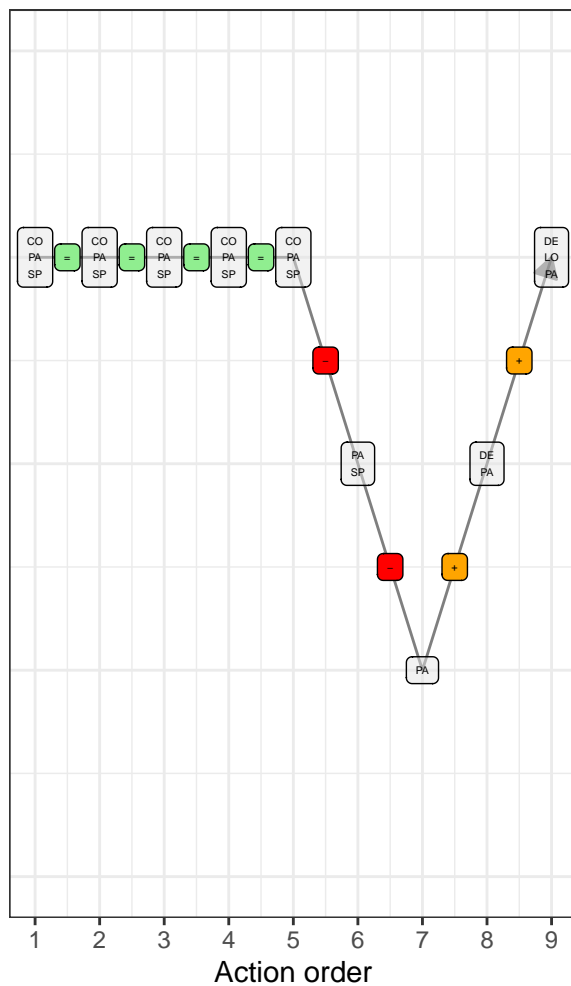 CO CO CO CO CO DE
PA = PA = PA = PA = PA LO
SP SP SP SP SP PA
– +
PA DE
SP PA
– +
PA
1 2 3 4 5 6 7 8 9
Action order